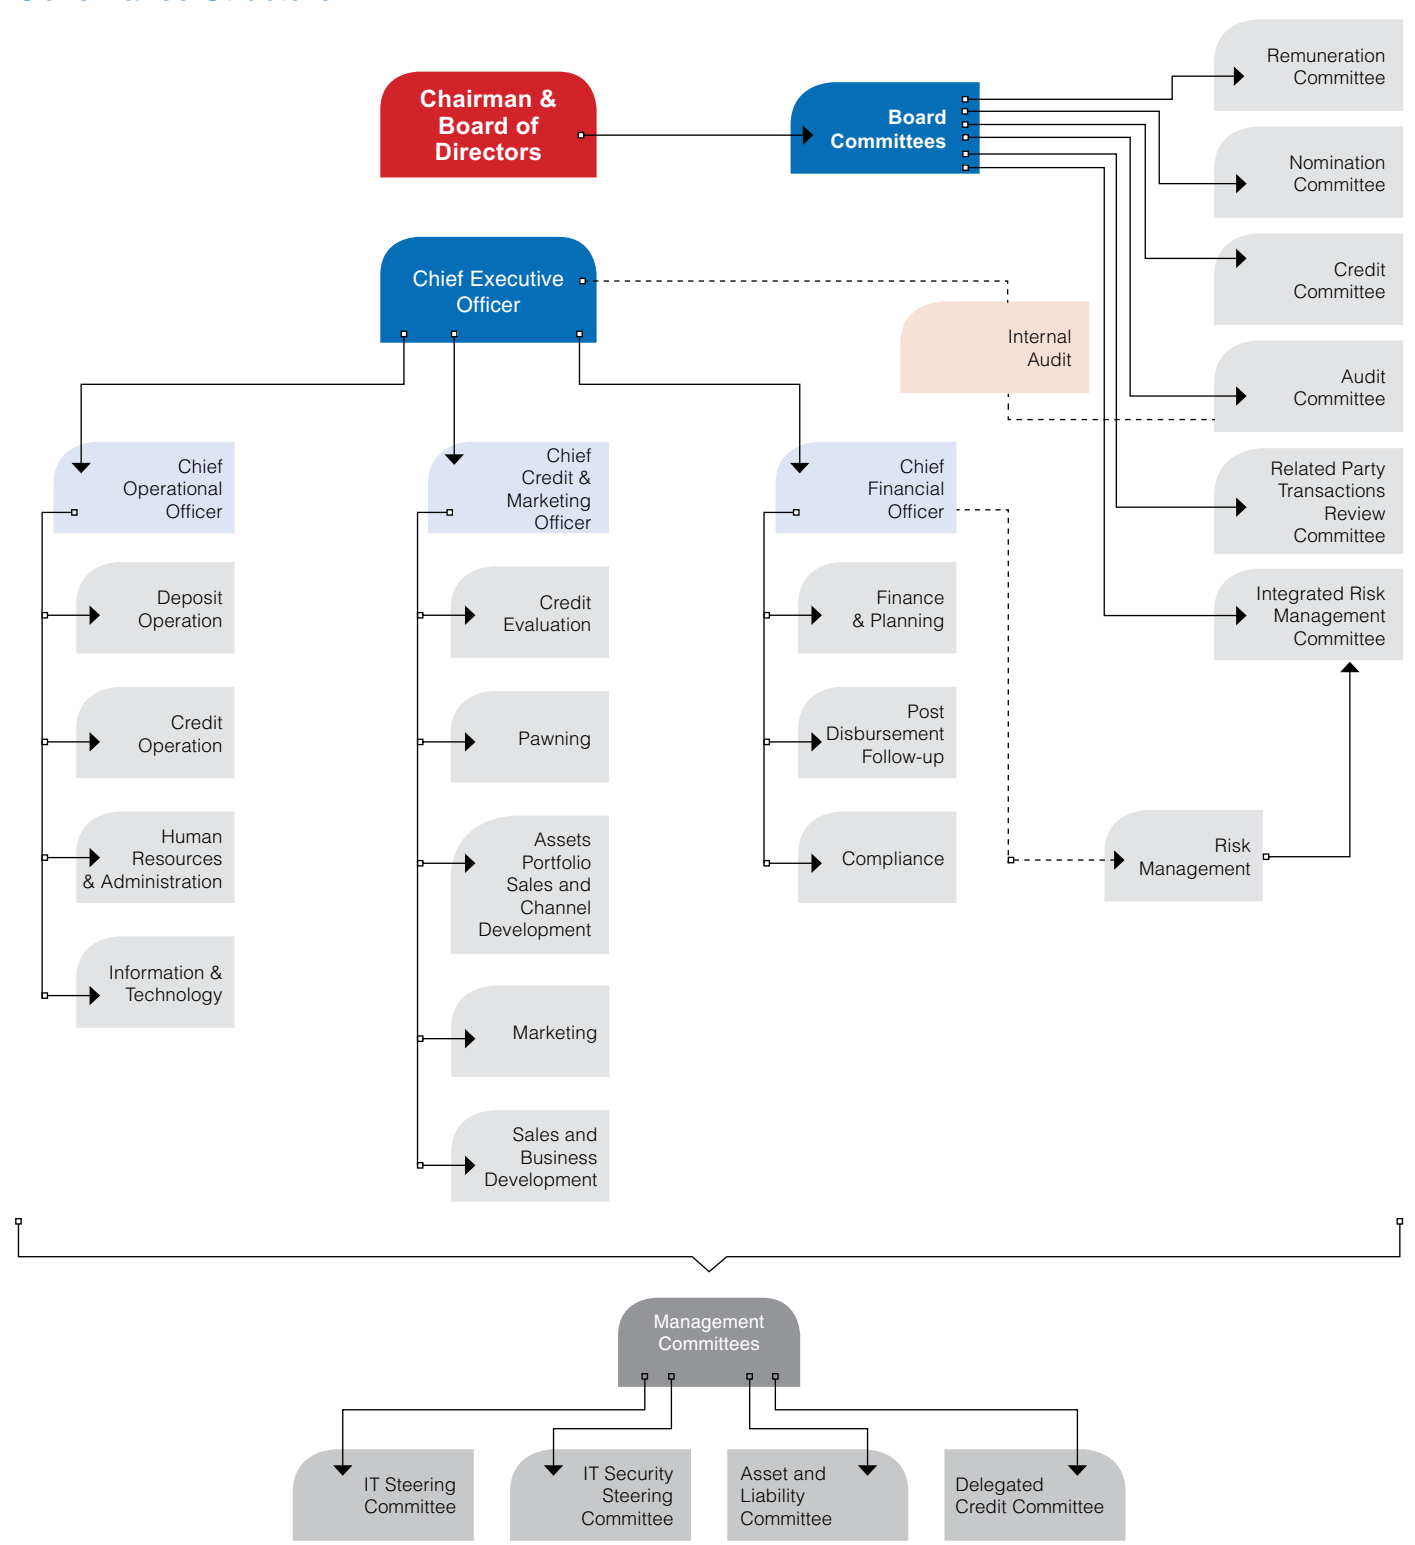 Chairman &
Board of
Directors
Board
Committees
Remuneration
Committee
Nomination
Committee
Credit
Committee
Audit
Committee
Related Party
Transactions
Review
Committee
Integrated Risk
Management
Committee
Chief Executive
Officer
Internal
Audit
Chief
Operational
Officer
Deposit
Operation
Credit
Operation
Human
Resources
& Administration
Information &
Technology
Chief
Credit &
Marketing
Officer
Credit
Evaluation
Pawning
Assets
Portfolio
Sales and
Channel
Development
Marketing
Sales and
Business
Development
Chief
Financial
Officer
Finance
& Planning
Post
Disbursement
Follow-up
Compliance
Risk
Management
Management
Committees
IT Steering
Committee
IT Security
Steering
Committee
Asset and
Liability
Committee
Delegated
Credit Committee